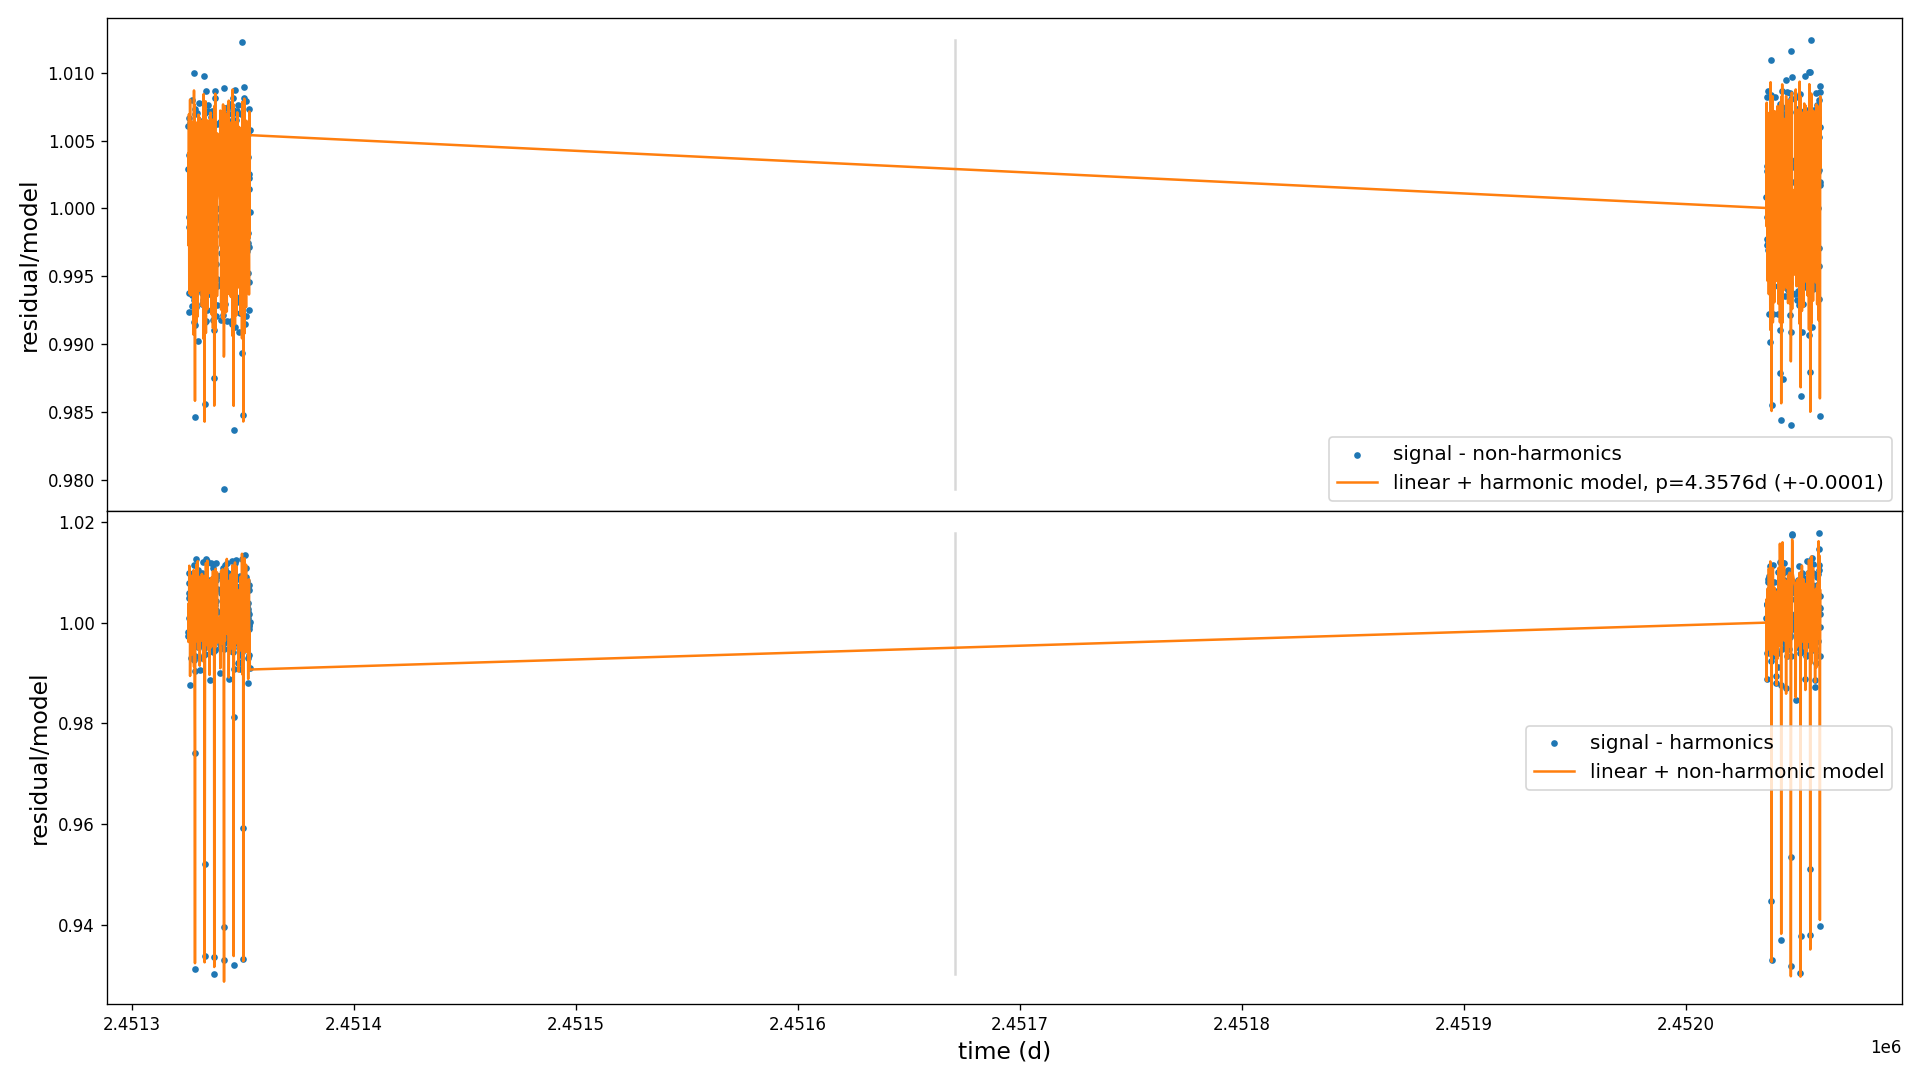 residual/model
1.010
1.005
1.000
0.995
0.990
0.985
0.980
signal - non-harmonics
linear + harmonic model, p=4.3576d (+-0.0001)
residual/model
1.02
1.00
0.98
0.96
0.94
signal - harmonics
linear + non-harmonic model
2.4513 2.4514 2.4515 2.4516 2.4517 2.4518 2.4519 2.4520
time (d)
1e6